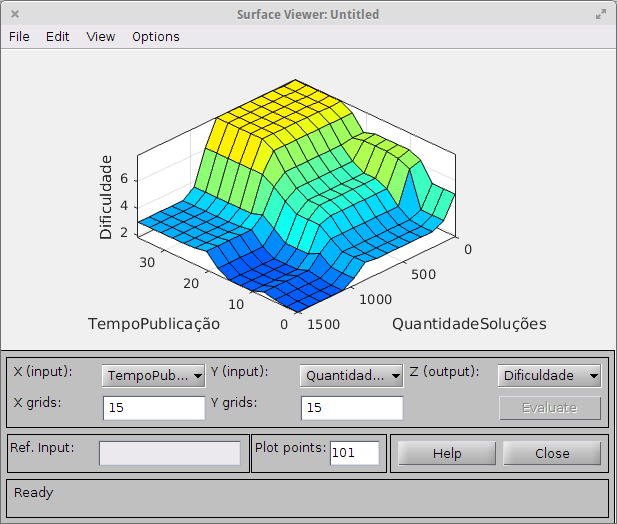 Surface Viewer: Untitled
File Edit View Options
Dificuldade
6
4
2
30
20
10
0
1500
1000
500
0
TempoPublicação
QuantidadeSoluções
X (input): TempoPub... Y (input): Quantidad... Z (output): Dificuldade
X grids: 15 Y grids: 15 Evaluate
Ref. Input: Plot points: 101 Help Close
Ready